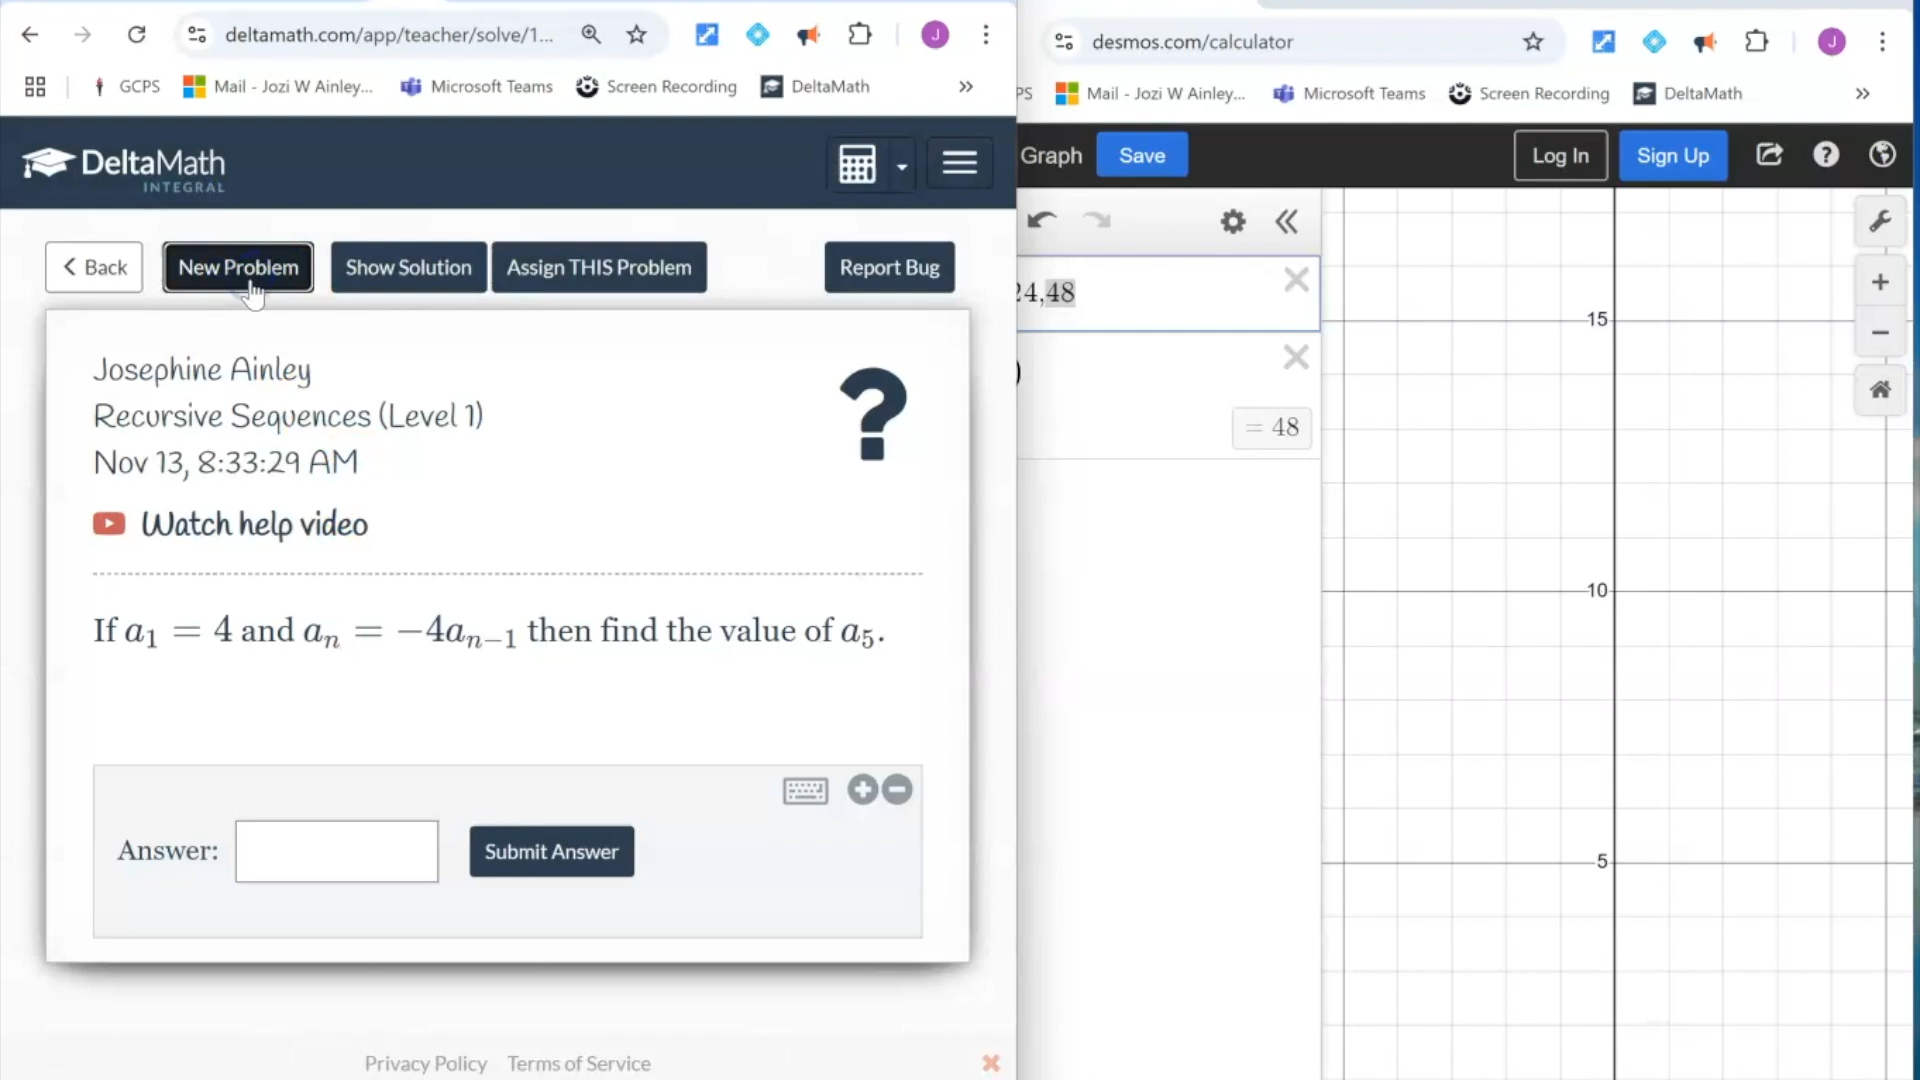 deltamath.com/app/teacher/solve/1...
J
GCPS
Mail - Jozi W Ainley...
Microsoft Teams
Screen Recording
DeltaMath
»
DeltaMath
INTEGRAL
Back
New Problem
Show Solution
Assign THIS Problem
Report Bug
Josephine Ainley
Recursive Sequences (Level 1)
Nov 13, 8:33:29 AM
?
Watch help video
If a₁ = 4 and aₙ = −4aₙ₋₁ then find the value of a₅.
Answer:
Submit Answer
Privacy Policy
Terms of Service
desmos.com/calculator
J
PS
Mail - Jozi W Ainley...
Microsoft Teams
Screen Recording
DeltaMath
»
Graph
Save
Log In
Sign Up
24,48
)
= 48
15
10
5